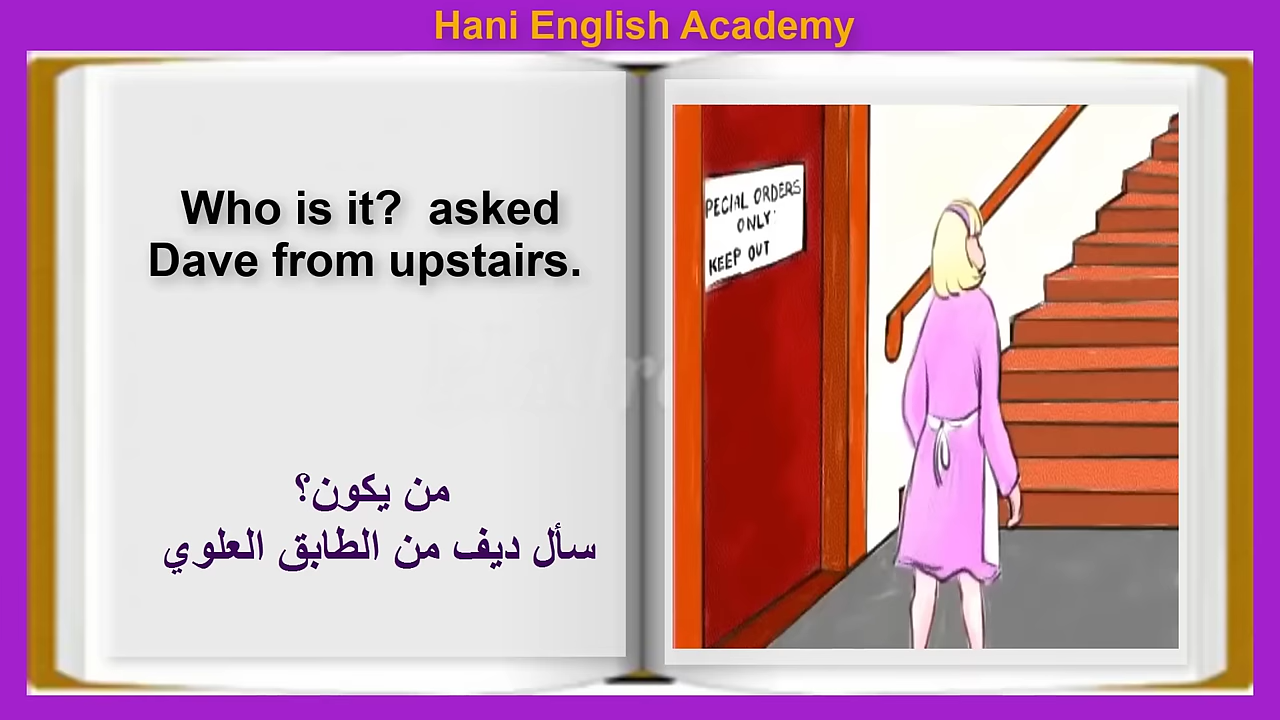 Hani English Academy
Who is it? asked
Dave from upstairs.
من يكون؟
سأل ديف من الطابق العلوي
PECIAL ORDERS
ONLY
KEEP OUT